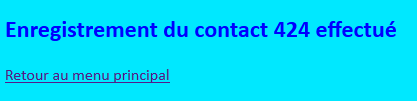 Enregistrement du contact 424 effectué
Retour au menu principal